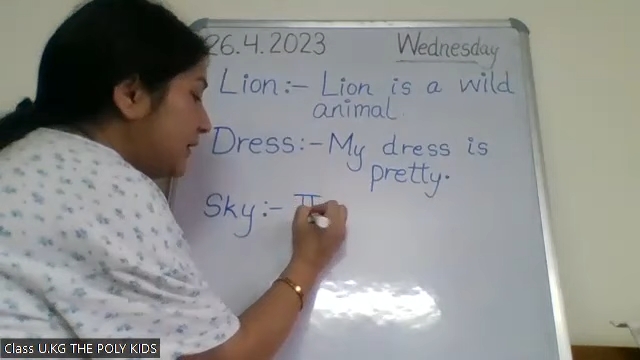 26.4.2023 Wednesday
Lion:- Lion is a wild
animal.
Dress:- My dress is
pretty.
Sky:-
Class U.KG THE POLY KIDS